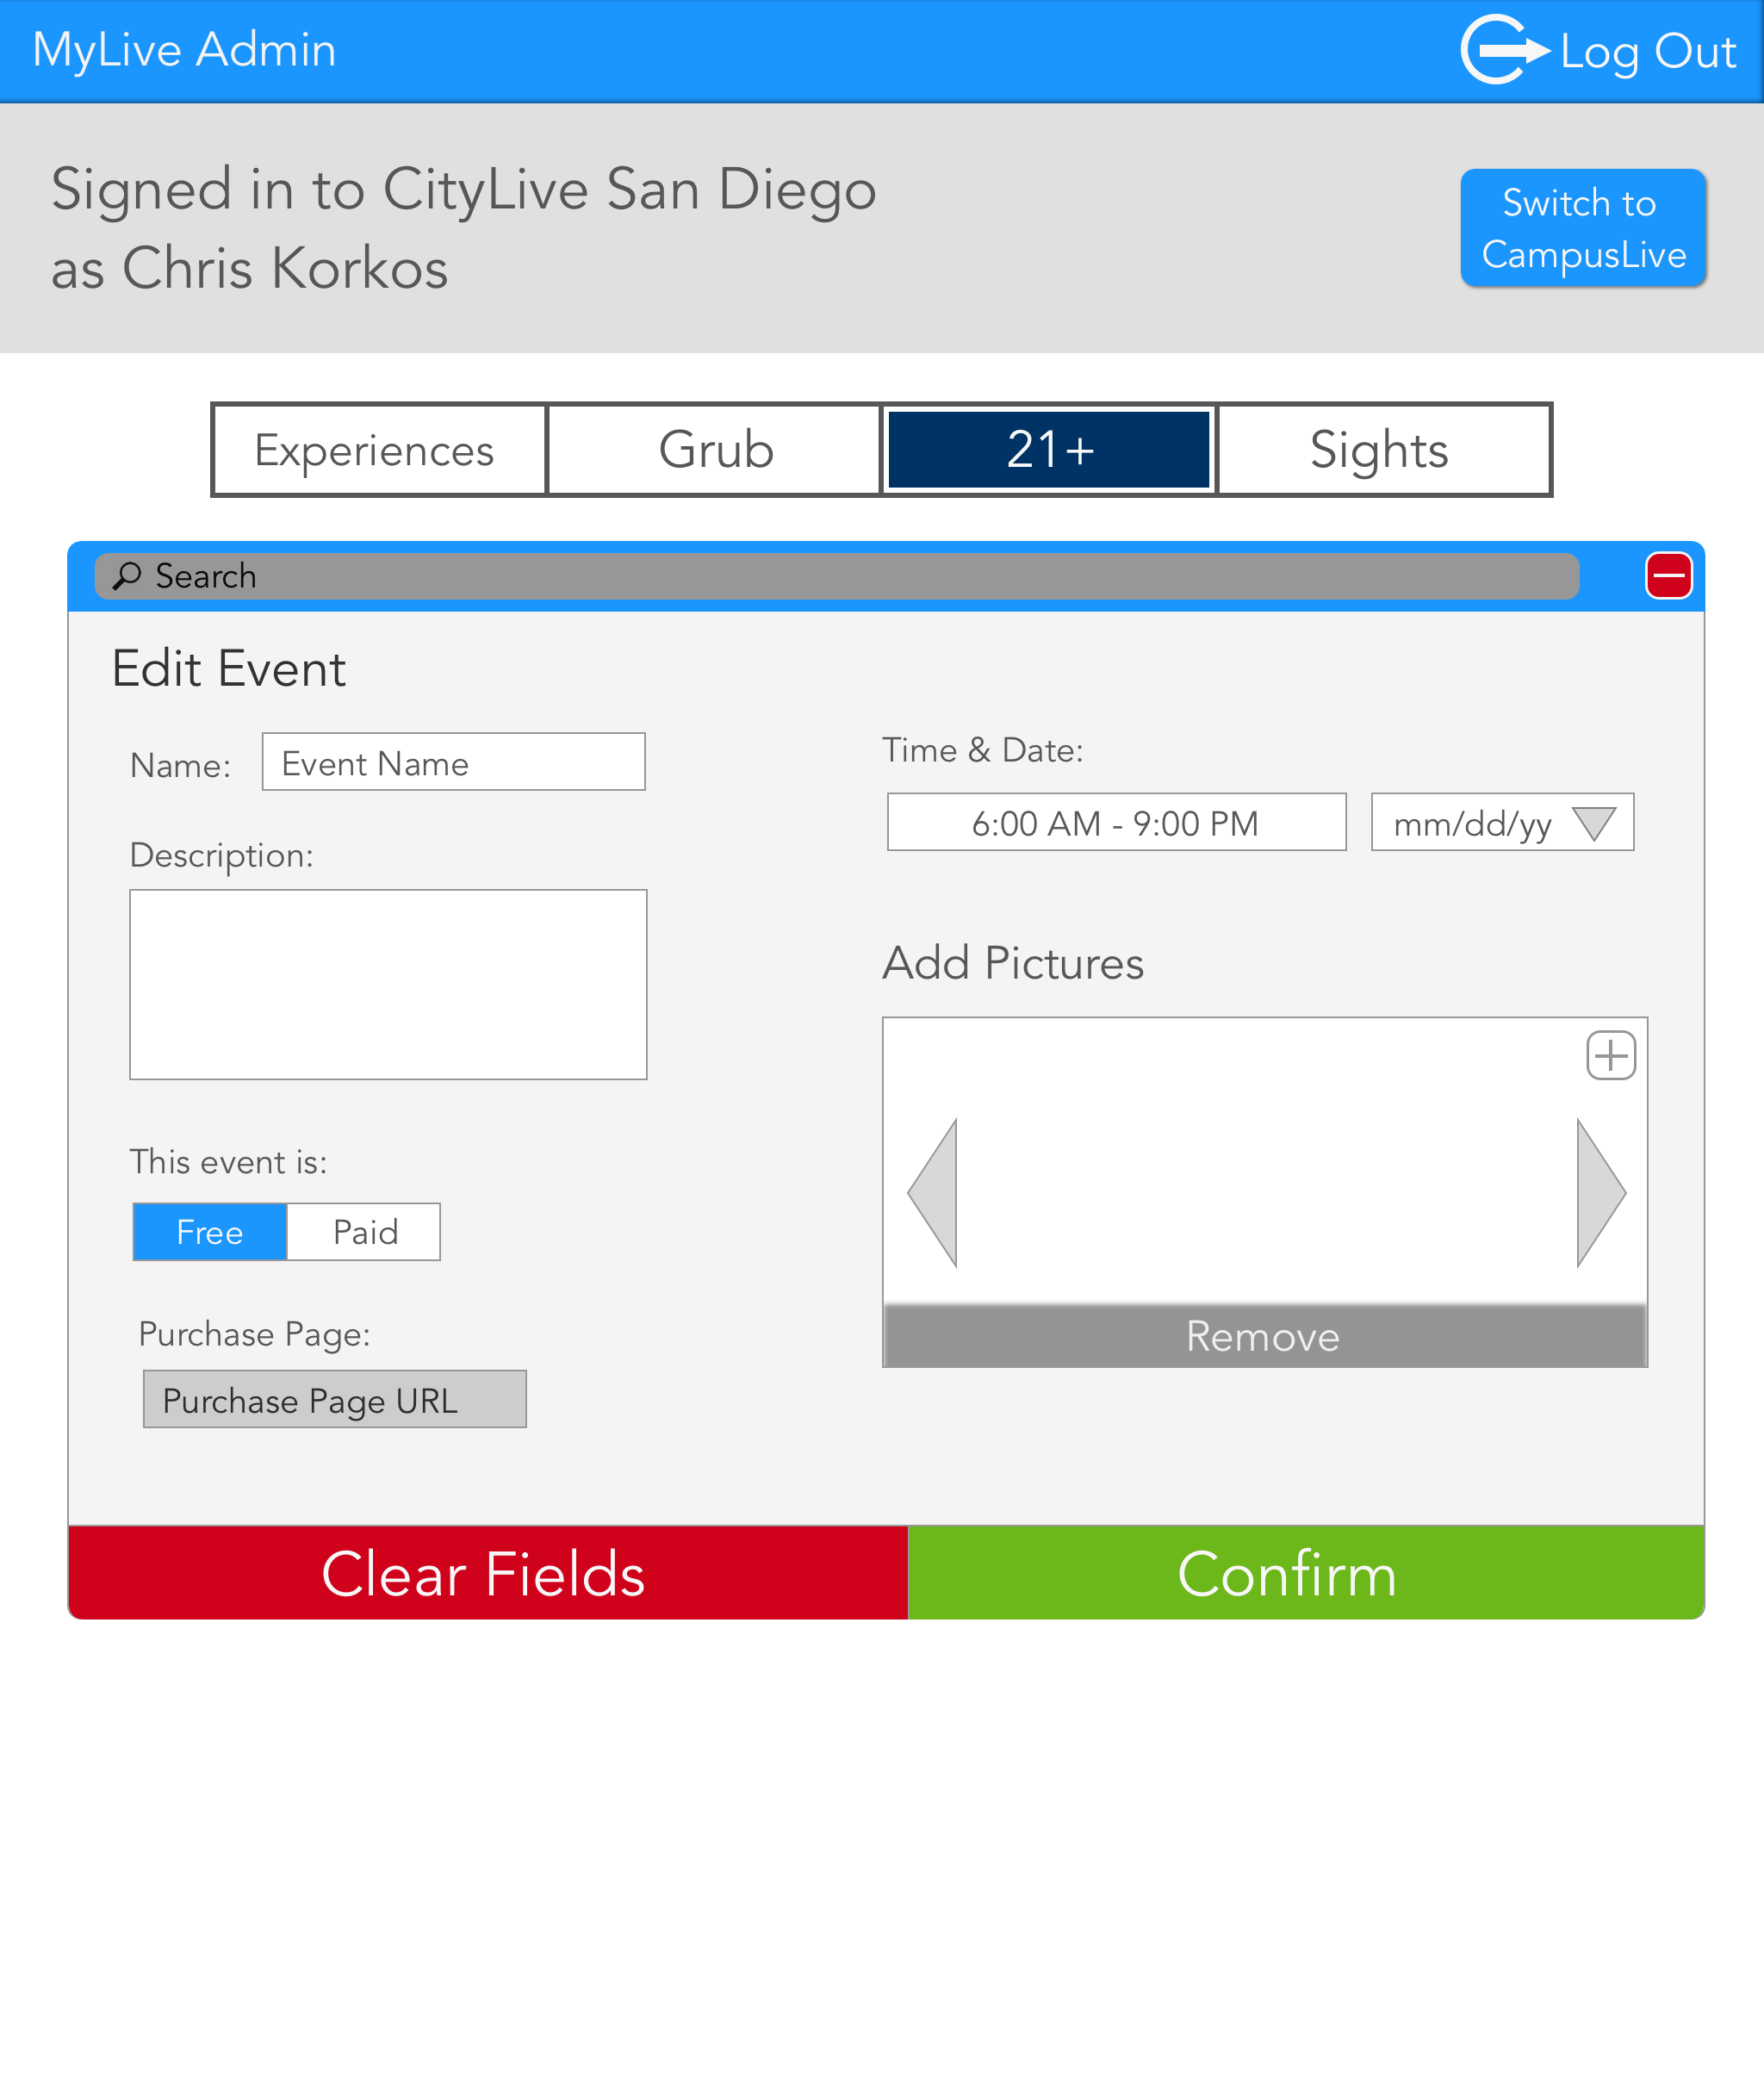 MyLive Admin
Log Out
Signed in to CityLive San Diego
as Chris Korkos
Switch to
CampusLive
Experiences
Grub
21+
Sights
Search
Edit Event
Name:
Event Name
Description:
This event is:
Free
Paid
Purchase Page:
Purchase Page URL
Time & Date:
6:00 AM - 9:00 PM
mm/dd/yy
Add Pictures
Remove
Clear Fields
Confirm